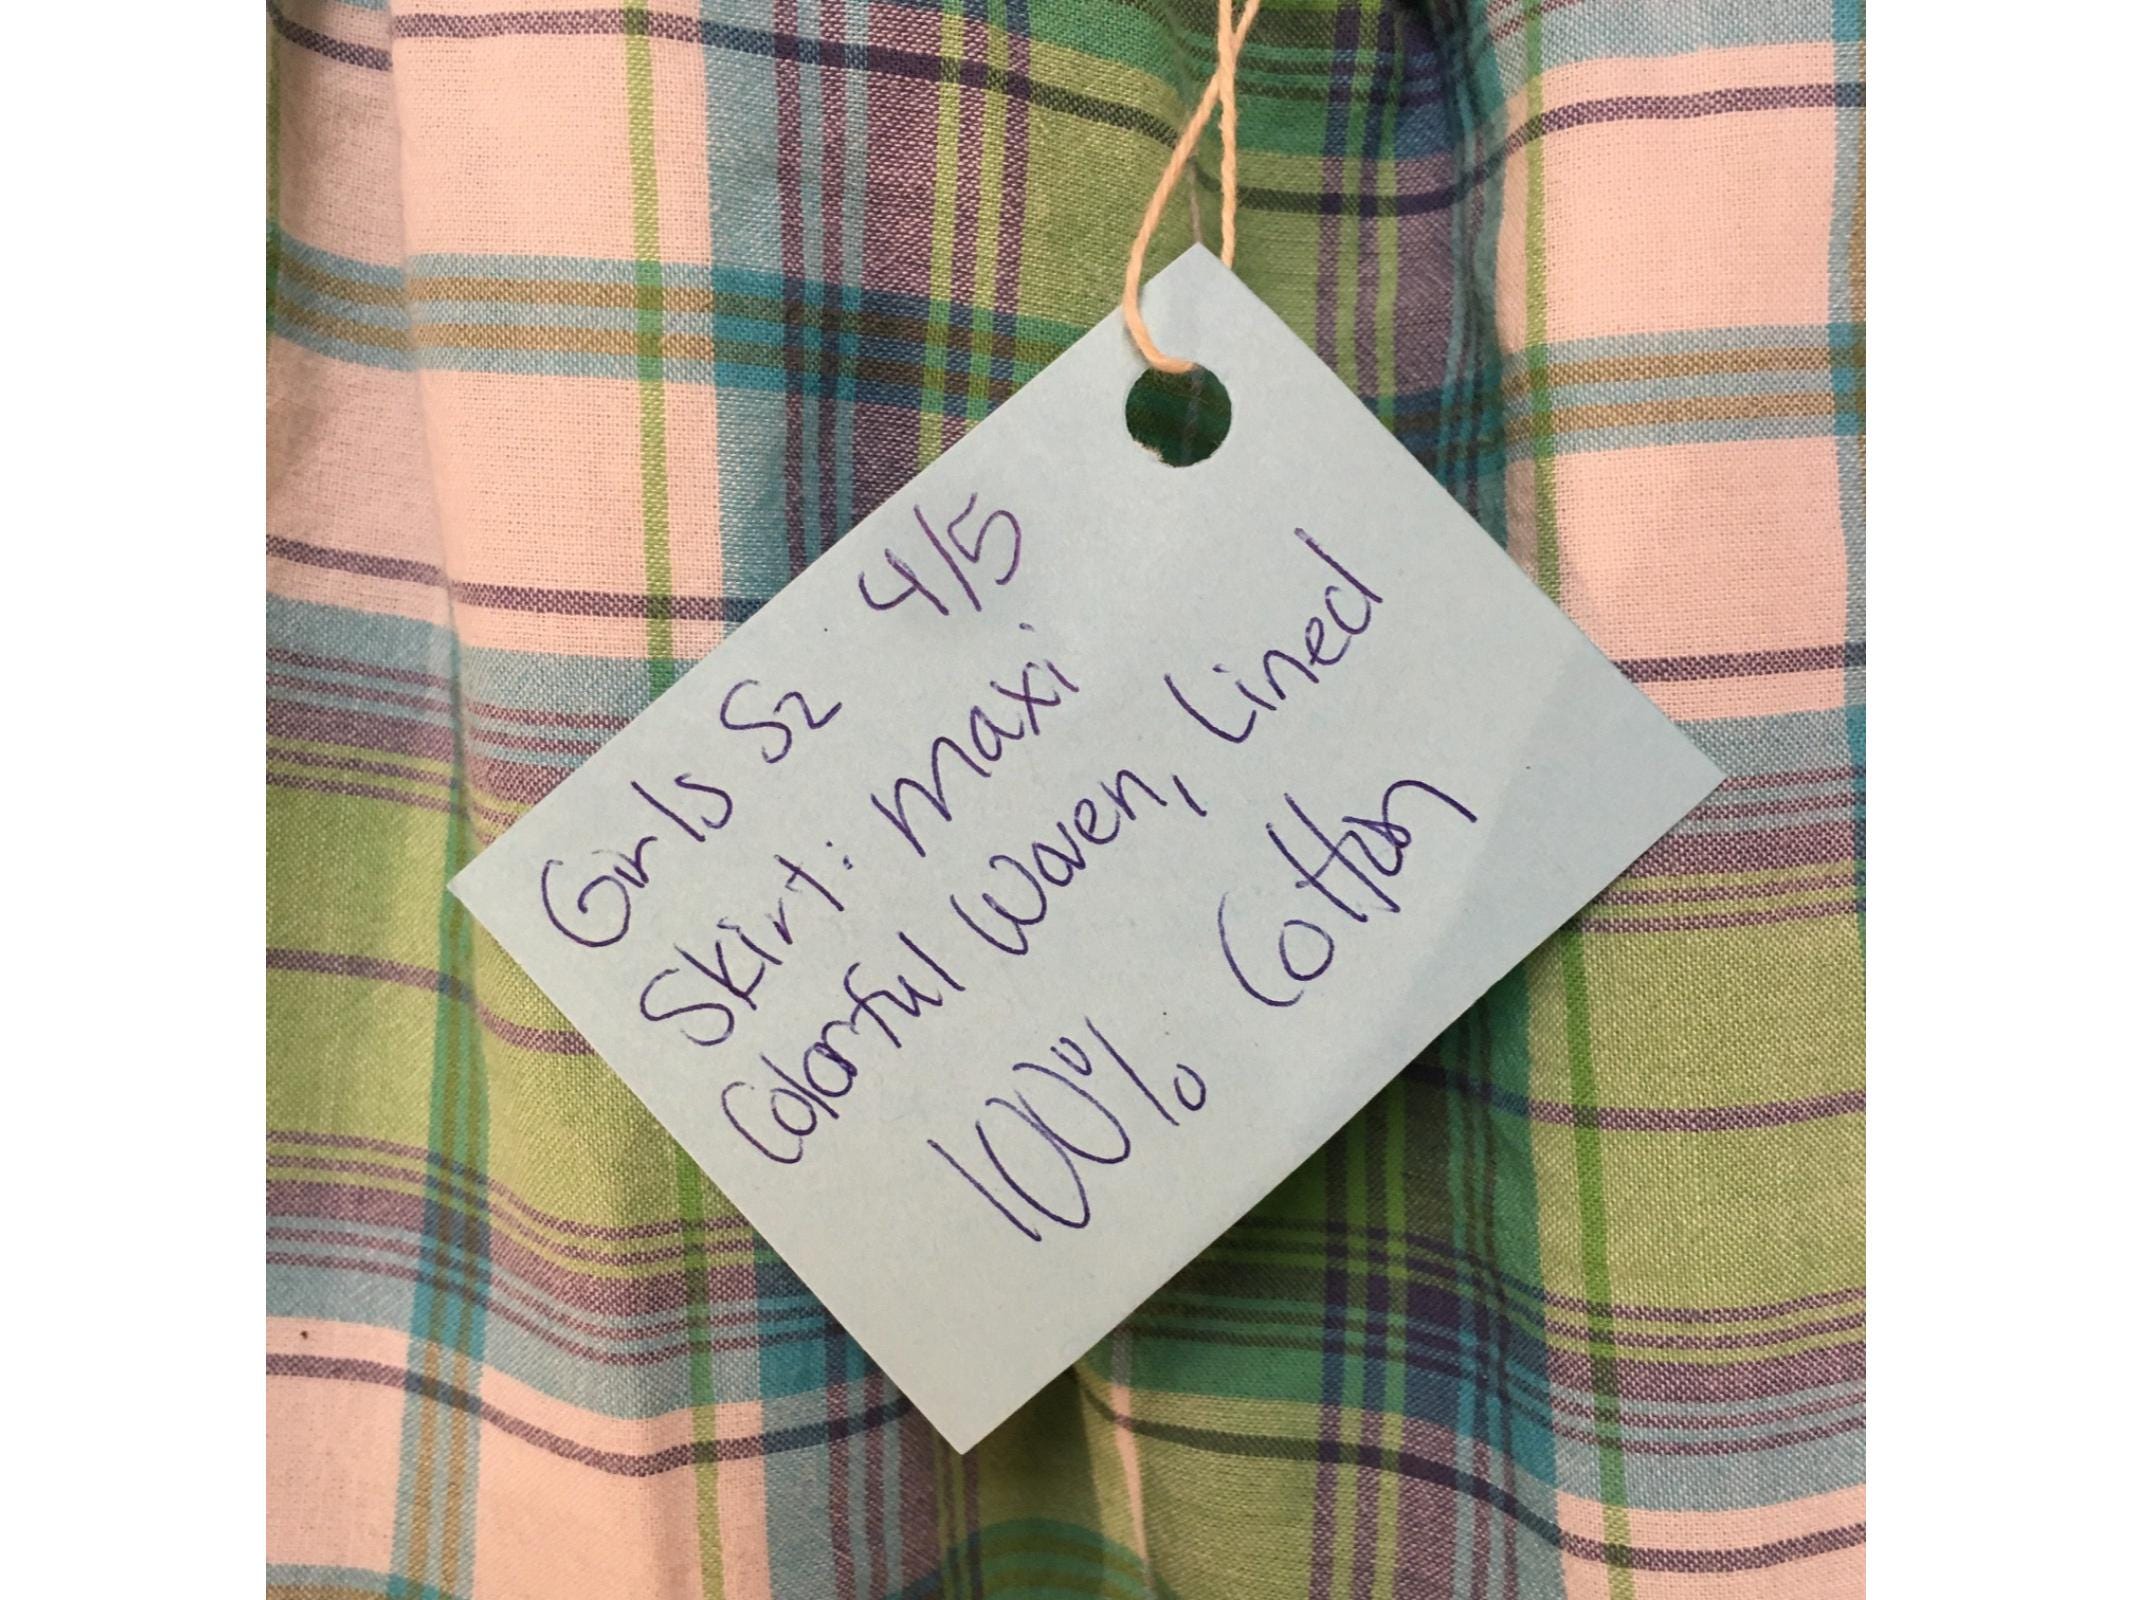 Girls Sz 4/5
Skirt: Maxi
Colorful Woven, Lined
100% Cotton